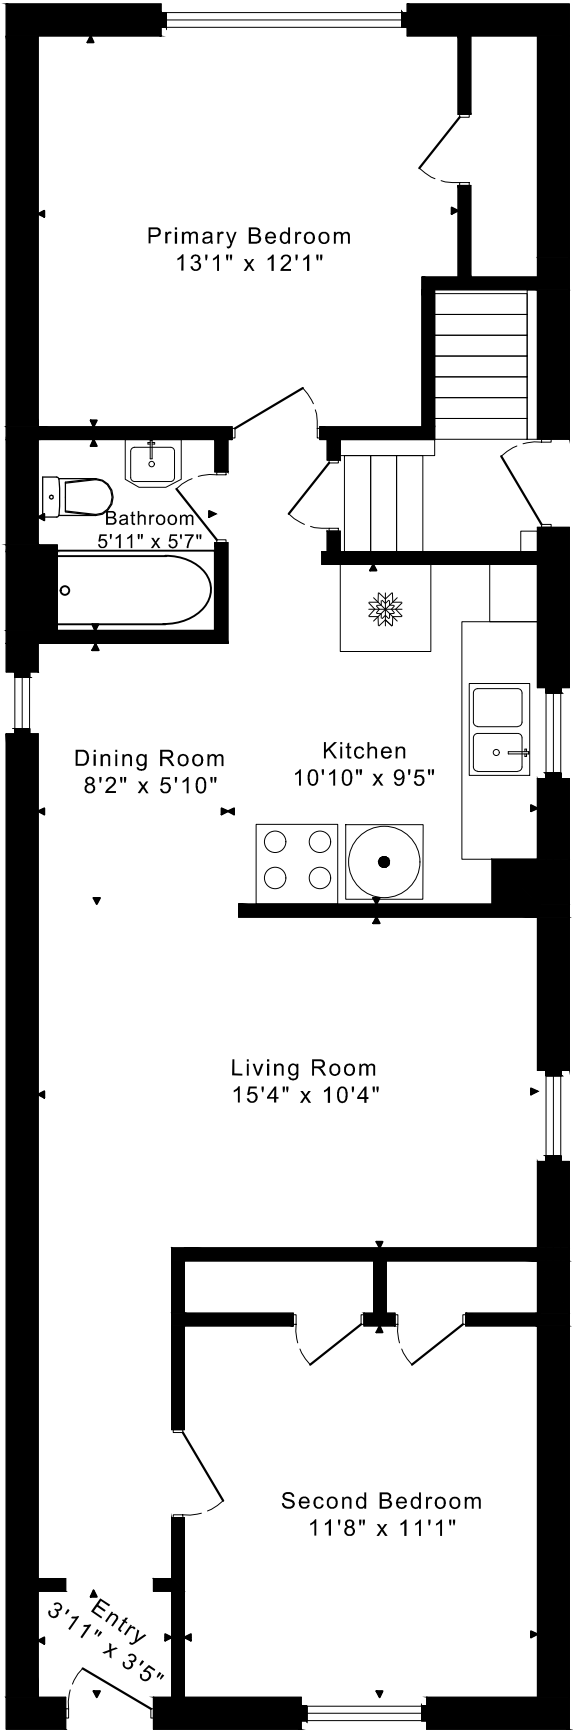 Primary Bedroom
13'1" x 12'1"
Bathroom
5'11" x 5'7"
Dining Room
8'2" x 5'10"
Kitchen
10'10" x 9'5"
Living Room
15'4" x 10'4"
Second Bedroom
11'8" x 11'1"
Entry
3'11" x 3'5"